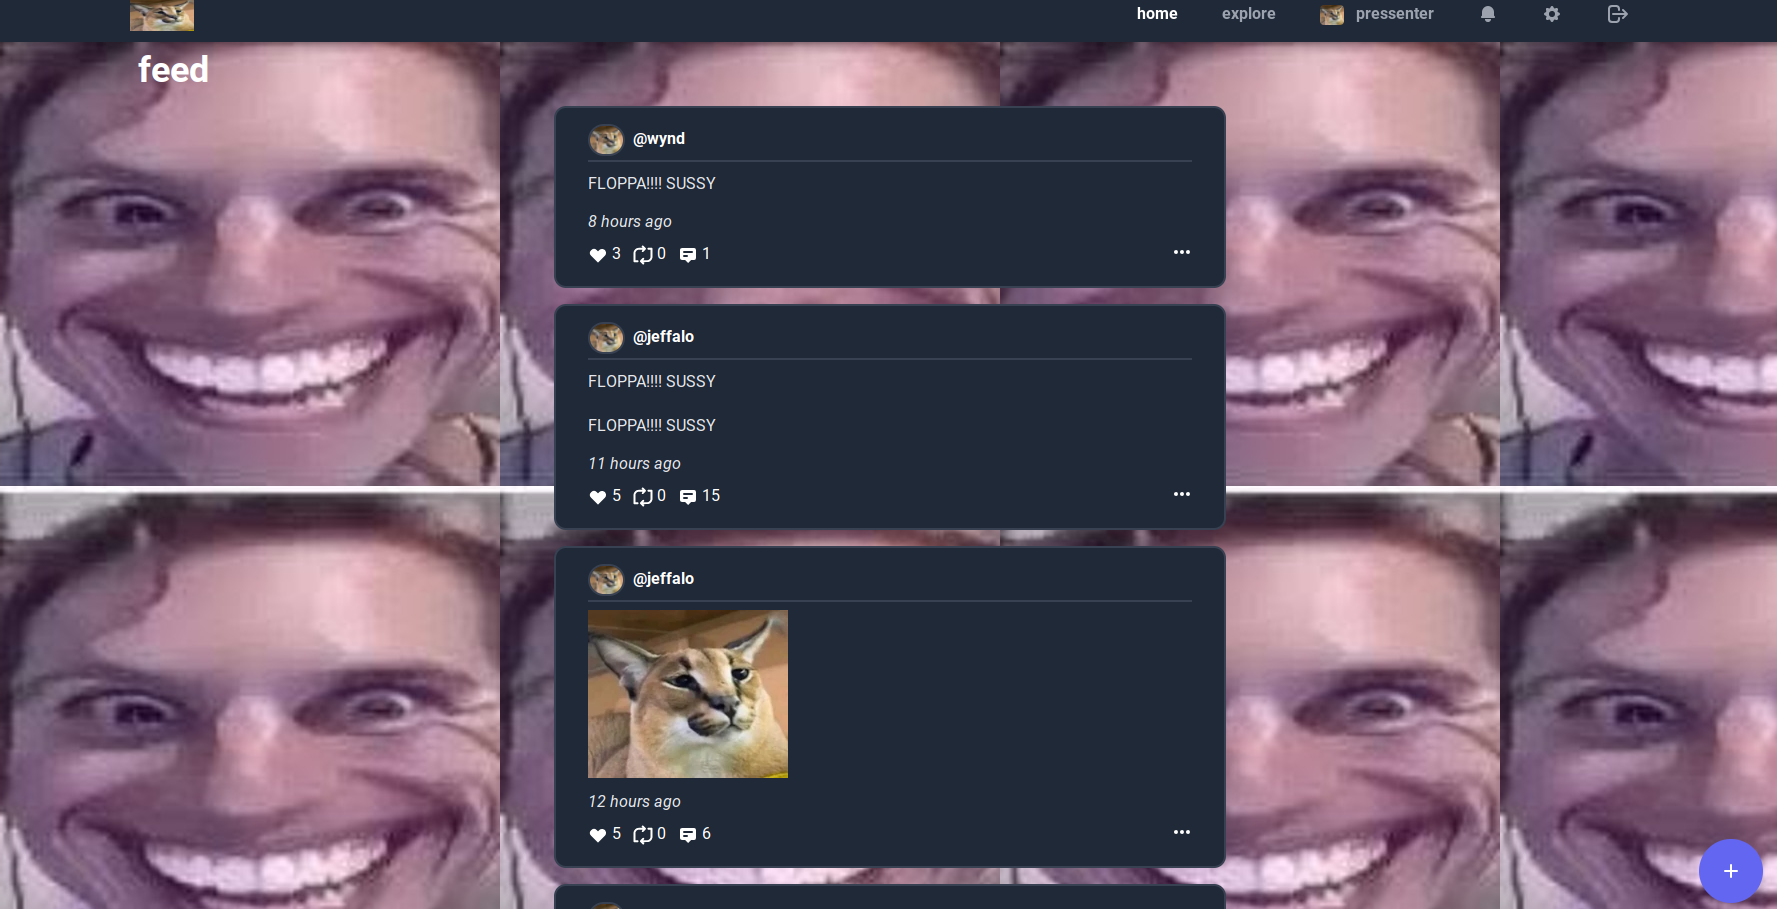 home explore pressenter
feed
@wynd
FLOPPA!!!! SUSSY
8 hours ago
3 0 1
@jeffalo
FLOPPA!!!! SUSSY
FLOPPA!!!! SUSSY
11 hours ago
5 0 15
@jeffalo
12 hours ago
5 0 6